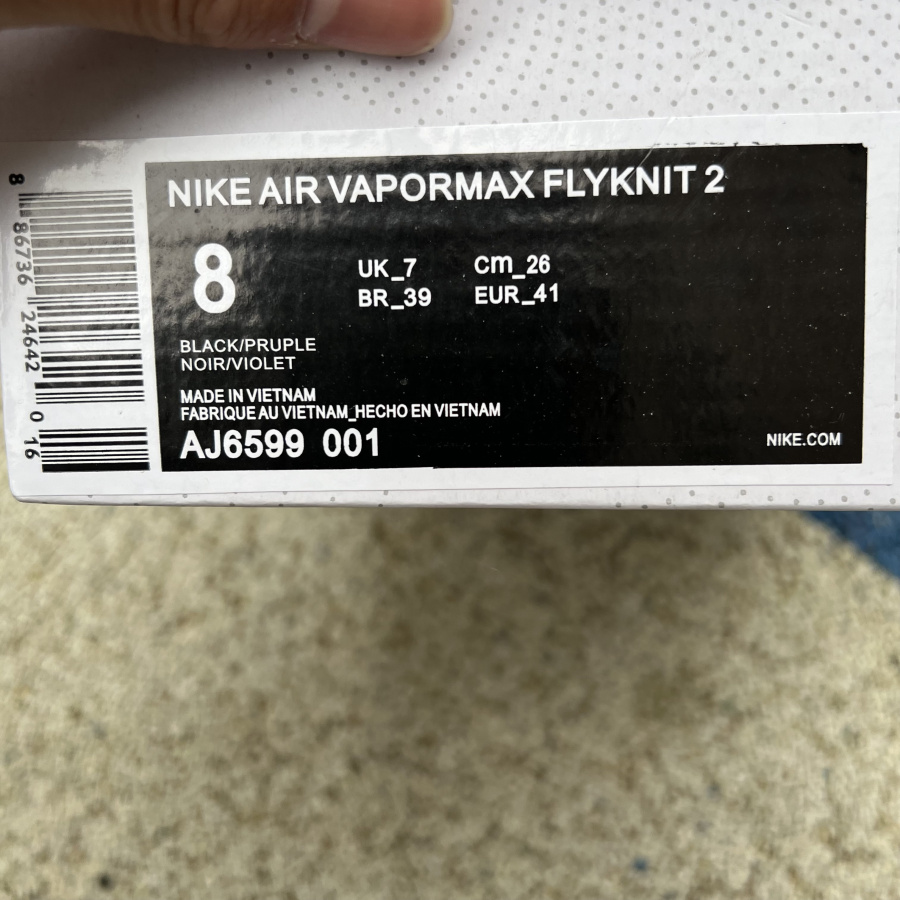 NIKE AIR VAPORMAX FLYKNIT 2
8
UK_7 cm_26
BR_39 EUR_41
BLACK/PRUPLE
NOIR/VIOLET
MADE IN VIETNAM
FABRIQUE AU VIETNAM_HECHO EN VIETNAM
AJ6599 001
NIKE.COM
8 86736 24642 0 16